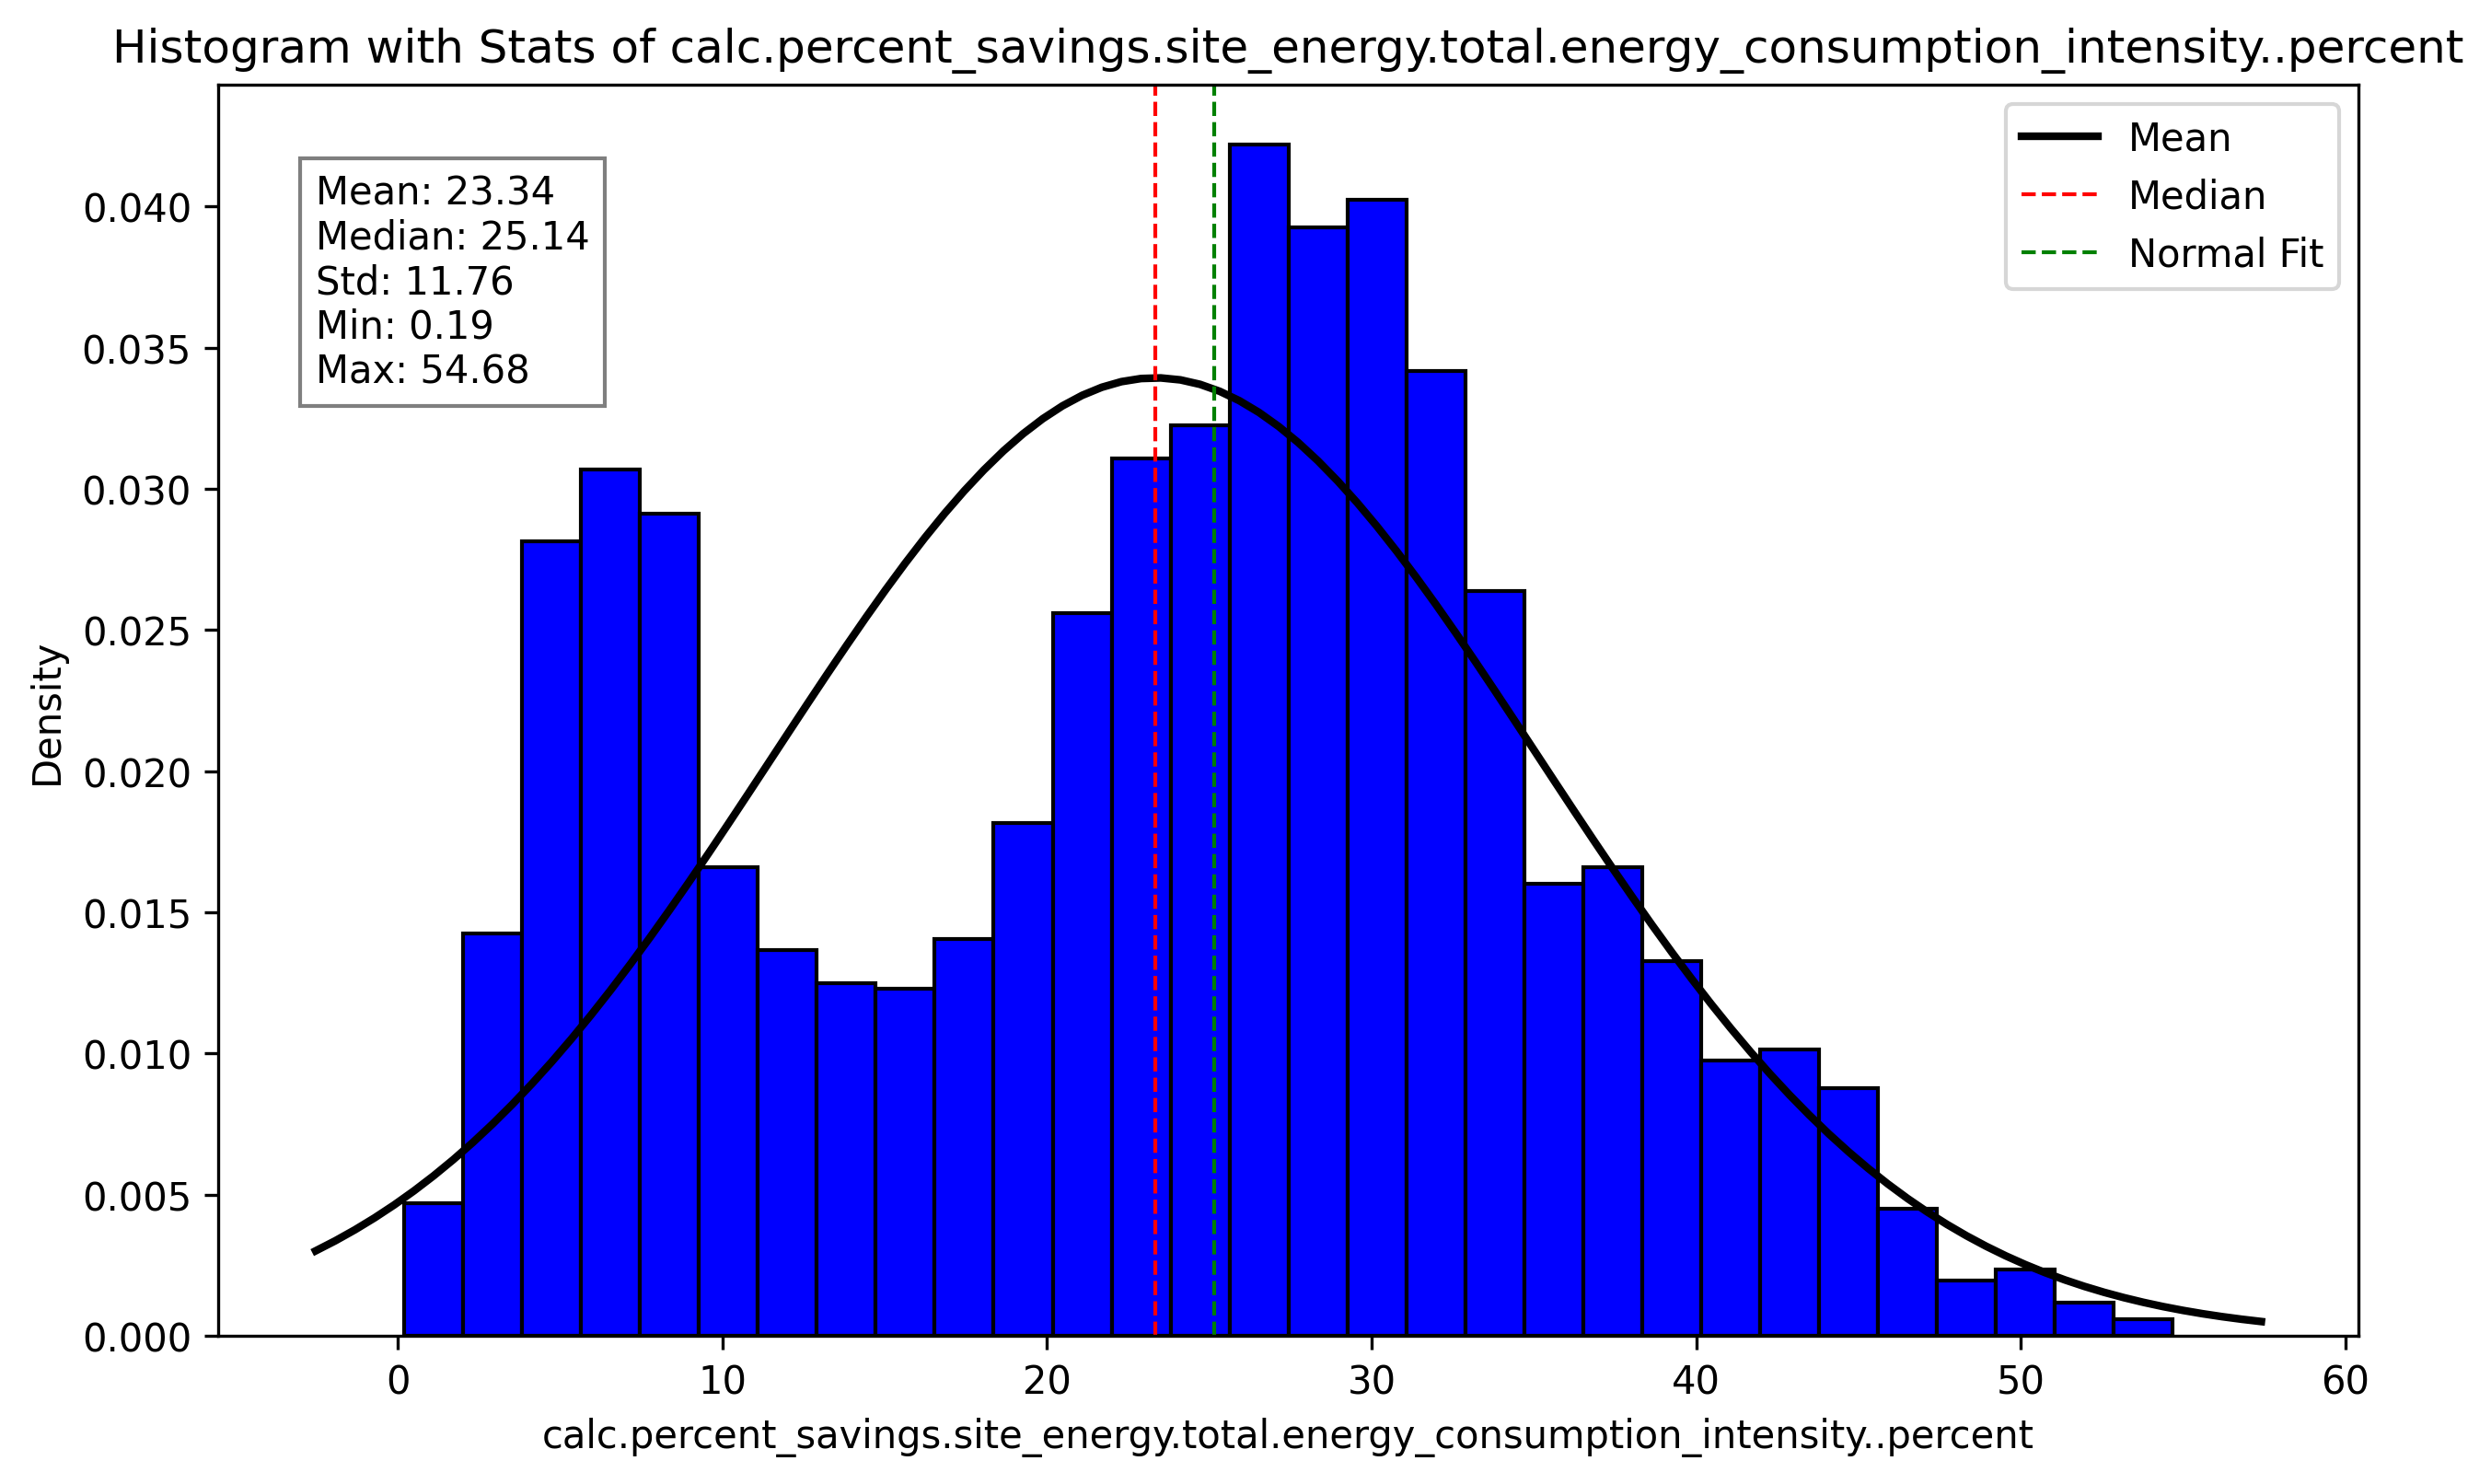 Histogram with Stats of calc.percent_savings.site_energy.total.energy_consumption_intensity..percent
Mean: 23.34
Median: 25.14
Std: 11.76
Min: 0.19
Max: 54.68
Mean
Median
Normal Fit
Density
0.040
0.035
0.030
0.025
0.020
0.015
0.010
0.005
0.000
0 10 20 30 40 50 60
calc.percent_savings.site_energy.total.energy_consumption_intensity..percent